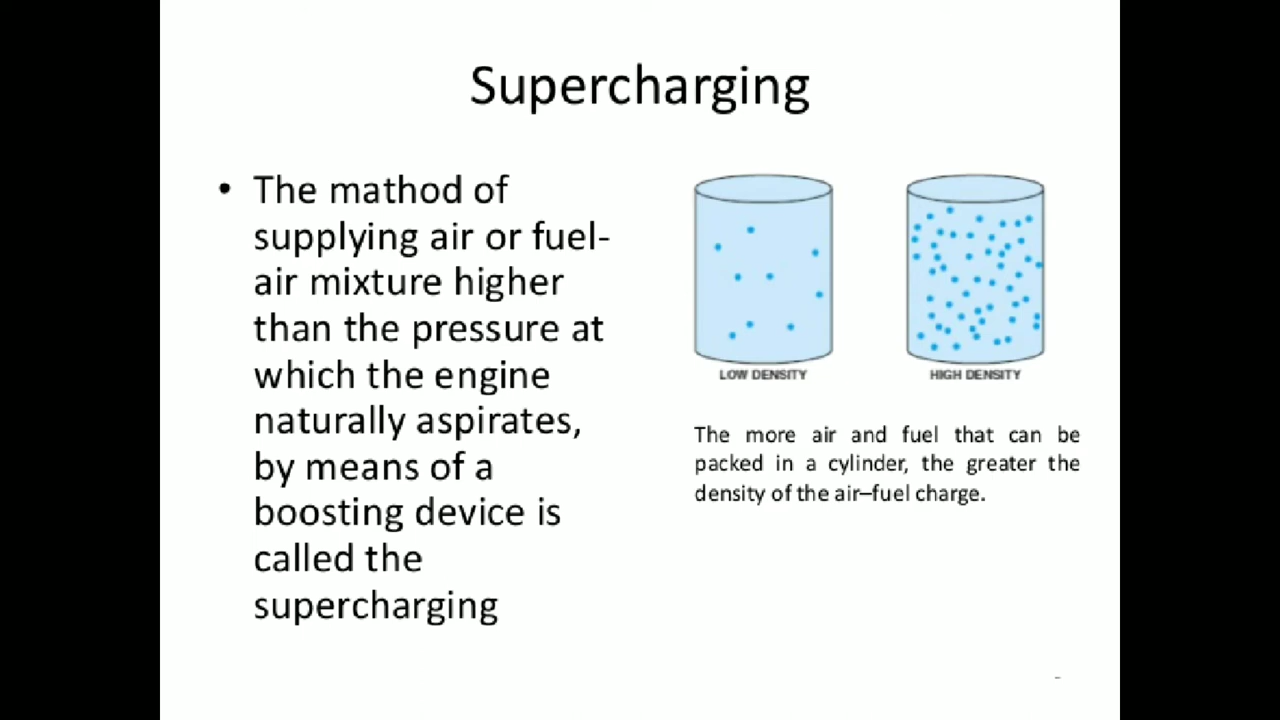 Supercharging
• The mathod of
supplying air or fuel-
air mixture higher
than the pressure at
which the engine
naturally aspirates,
by means of a
boosting device is
called the
supercharging
LOW DENSITY
HIGH DENSITY
The more air and fuel that can be
packed in a cylinder, the greater the
density of the air–fuel charge.